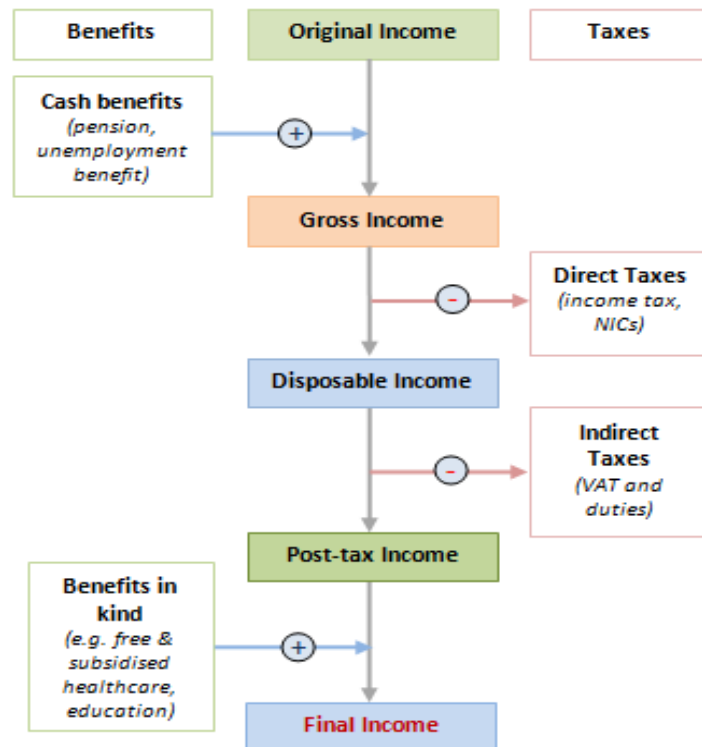 Benefits
Original Income
Taxes
Cash benefits
(pension,
unemployment
benefit)
+
Gross Income
Direct Taxes
(income tax,
NICs)
-
Disposable Income
Indirect
Taxes
(VAT and
duties)
-
Post-tax Income
Benefits in
kind
(e.g. free &
subsidised
healthcare,
education)
+
Final Income